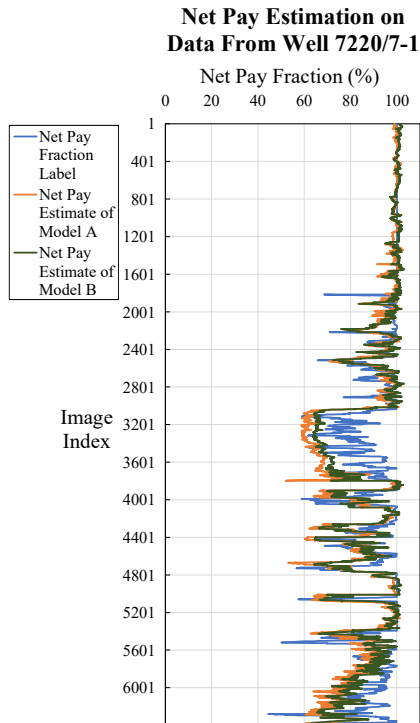 Net Pay Estimation on
Data From Well 7220/7-1
Net Pay Fraction (%)
0 20 40 60 80 100
1
401
801
1201
1601
2001
2401
2801
3201
3601
4001
4401
4801
5201
5601
6001
Net Pay
Fraction
Label
Net Pay
Estimate of
Model A
Net Pay
Estimate of
Model B
Image
Index